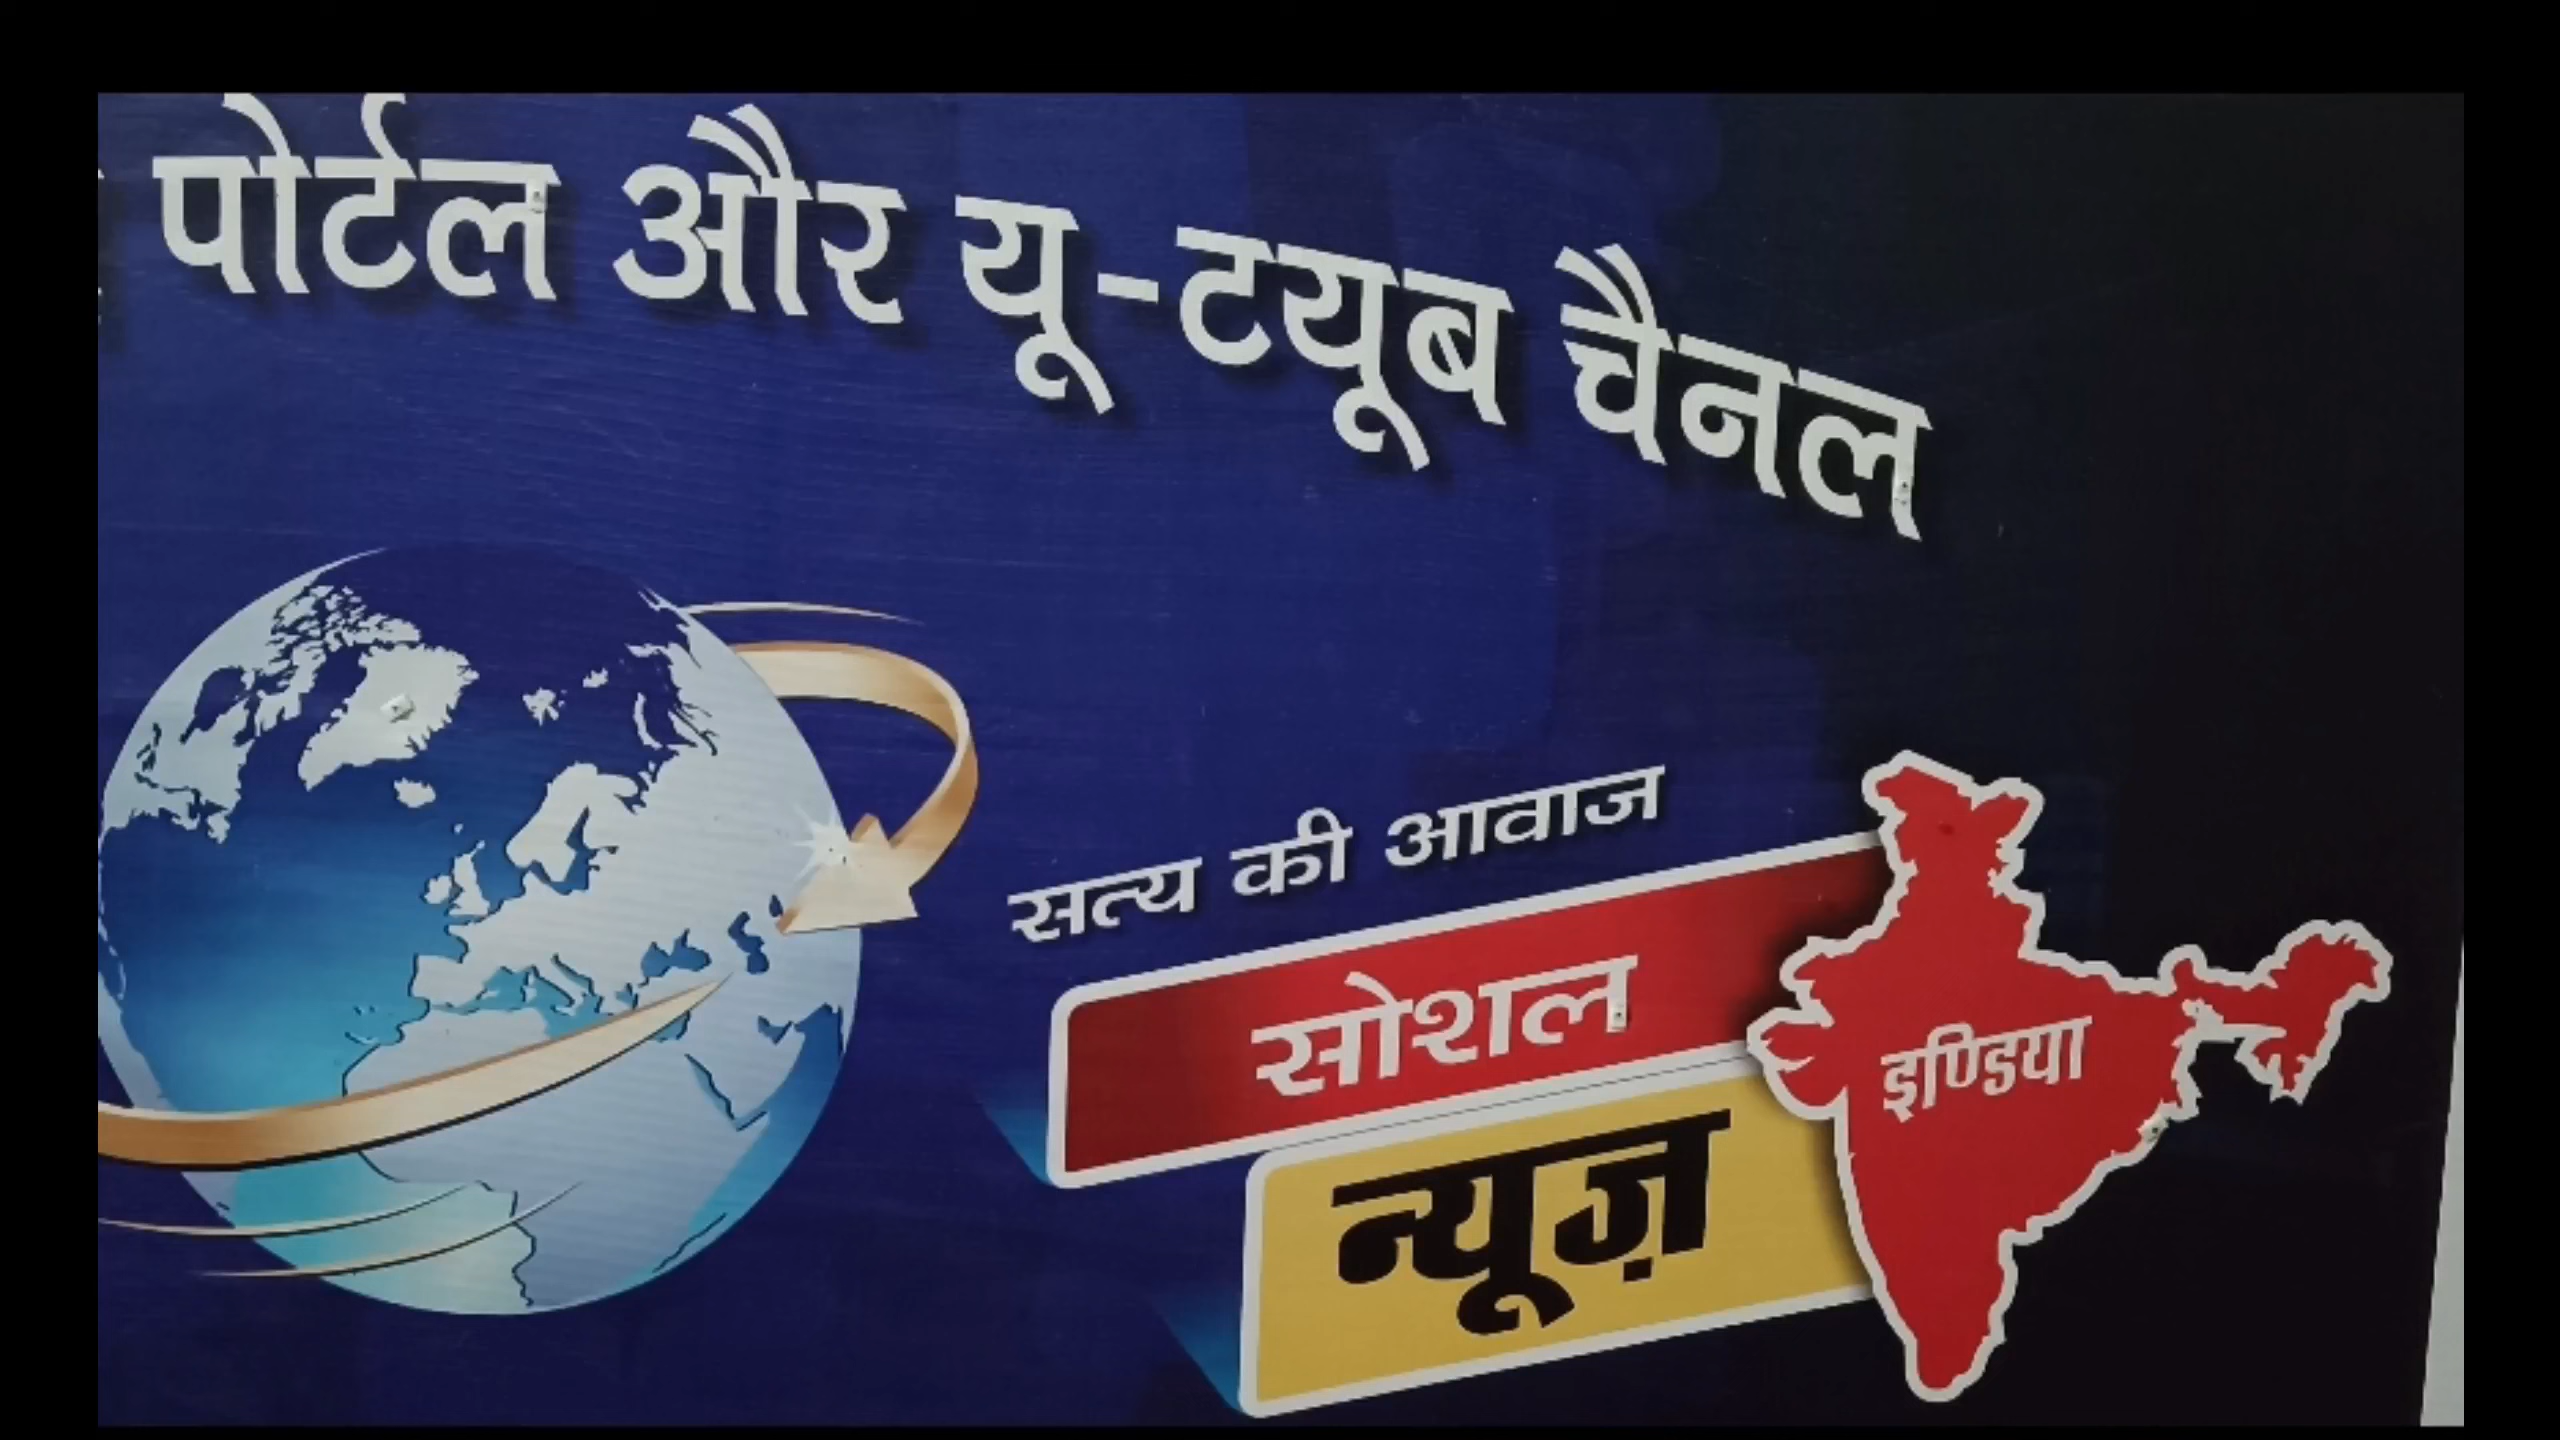 पोर्टल और यू-टयूब चैनल
सत्य की आवाज
सोशल
न्यूज़
इण्डिया